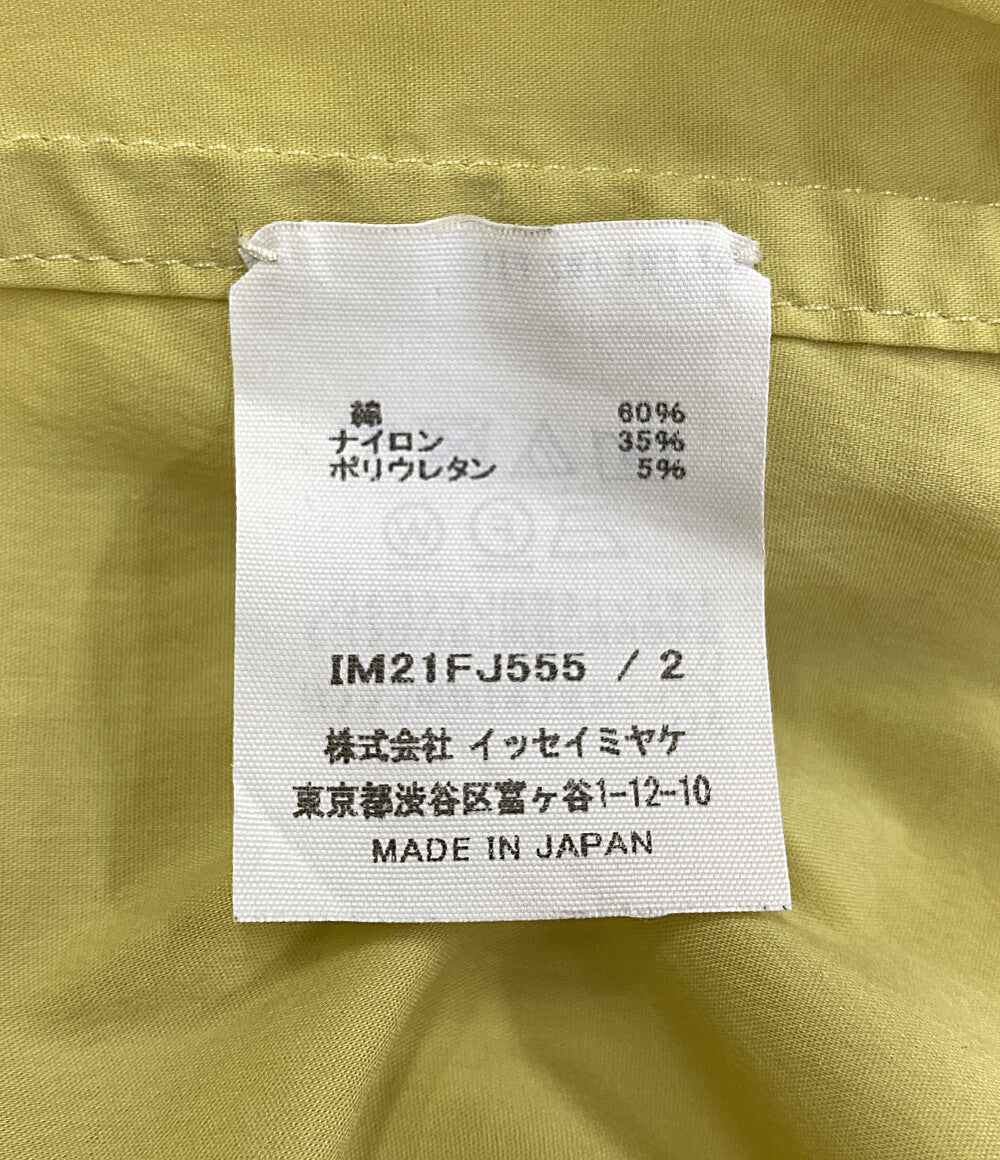 綿 60%
ナイロン 35%
ポリウレタン 5%
IM21FJ555 / 2
株式会社 イッセイミヤケ
東京都渋谷区富ヶ谷1-12-10
MADE IN JAPAN